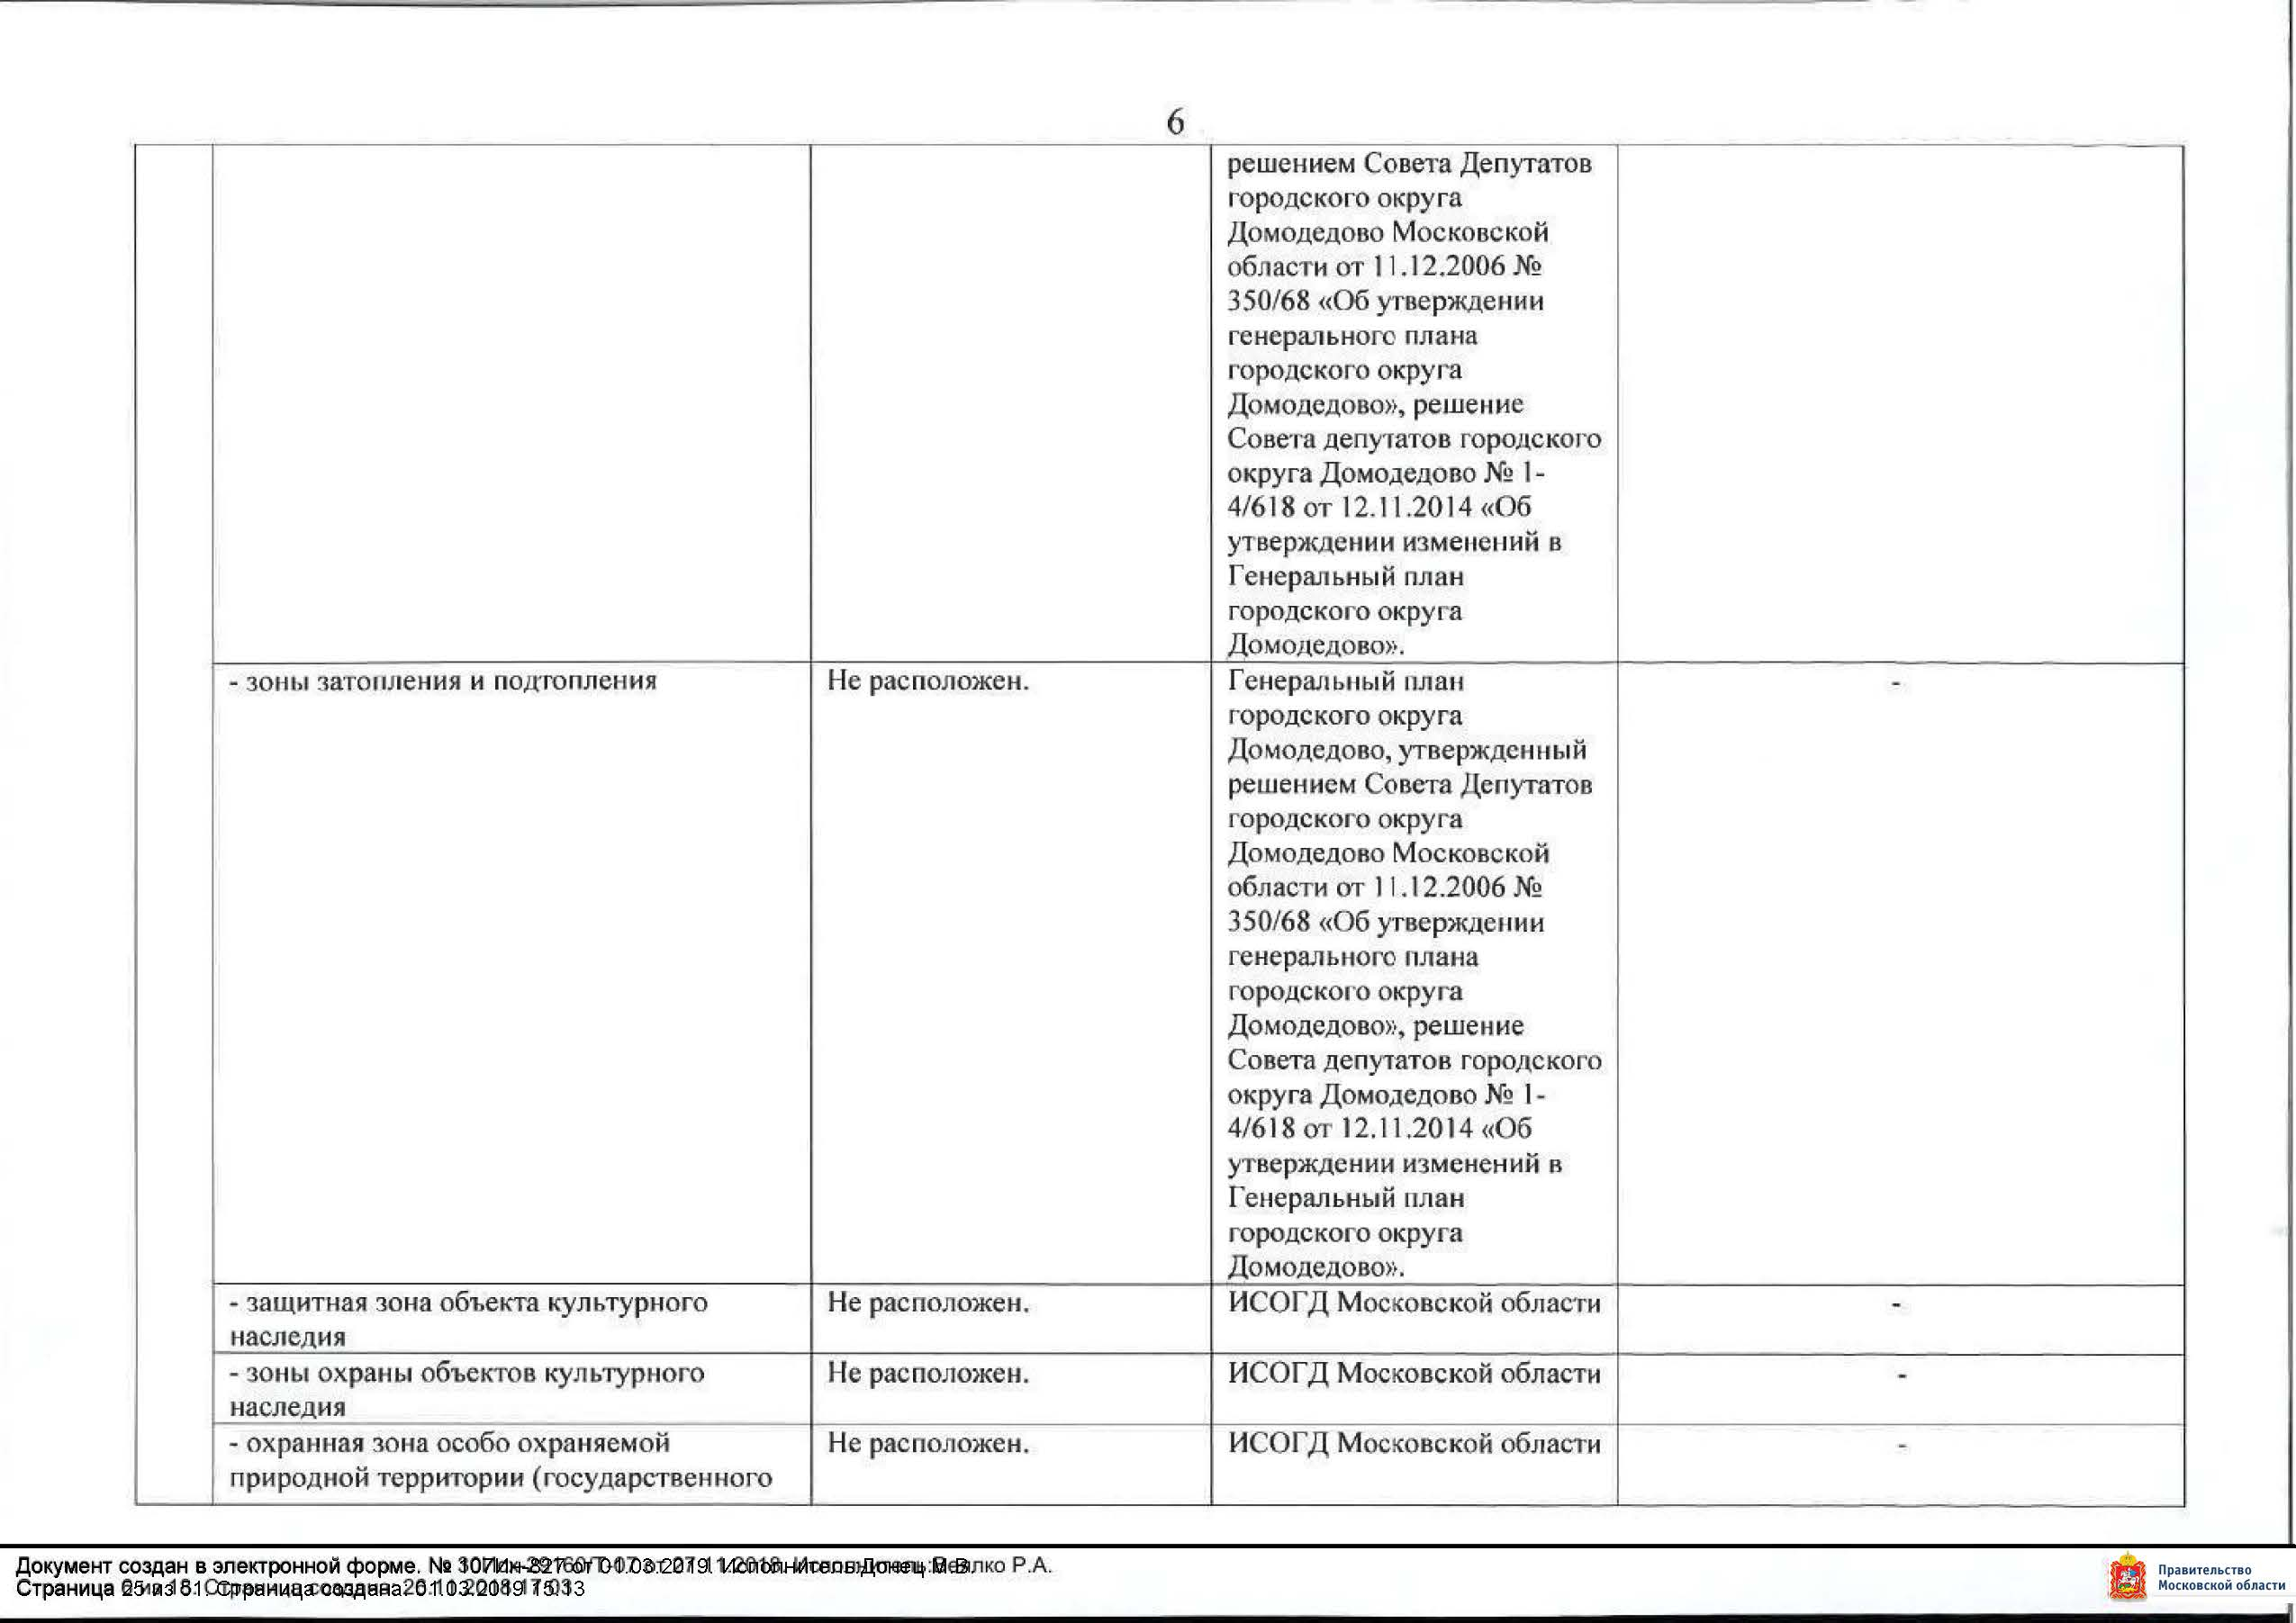 6
решением Совета Депутатов
городского округа
Домодедово Московской
области от 11.12.2006 №
350/68 «Об утверждении
генерального плана
городского округа
Домодедово», решение
Совета депутатов городского
округа Домодедово № 1-
4/618 от 12.11.2014 «Об
утверждении изменений в
Генеральный план
городского округа
Домодедово».
- зоны затопления и подтопления
Не расположен.
Генеральный план
городского округа
Домодедово, утвержденный
решением Совета Депутатов
городского округа
Домодедово Московской
области от 11.12.2006 №
350/68 «Об утверждении
генерального плана
городского округа
Домодедово», решение
Совета депутатов городского
округа Домодедово № 1-
4/618 от 12.11.2014 «Об
утверждении изменений в
Генеральный план
городского округа
Домодедово».
-
- защитная зона объекта культурного
наследия
Не расположен.
ИСОГД Московской области
-
- зоны охраны объектов культурного
наследия
Не расположен.
ИСОГД Московской области
-
- охранная зона особо охраняемой
природной территории (государственного
Не расположен.
ИСОГД Московской области
-
Документ создан в электронной форме. №
Страница
Правительство
Московской области